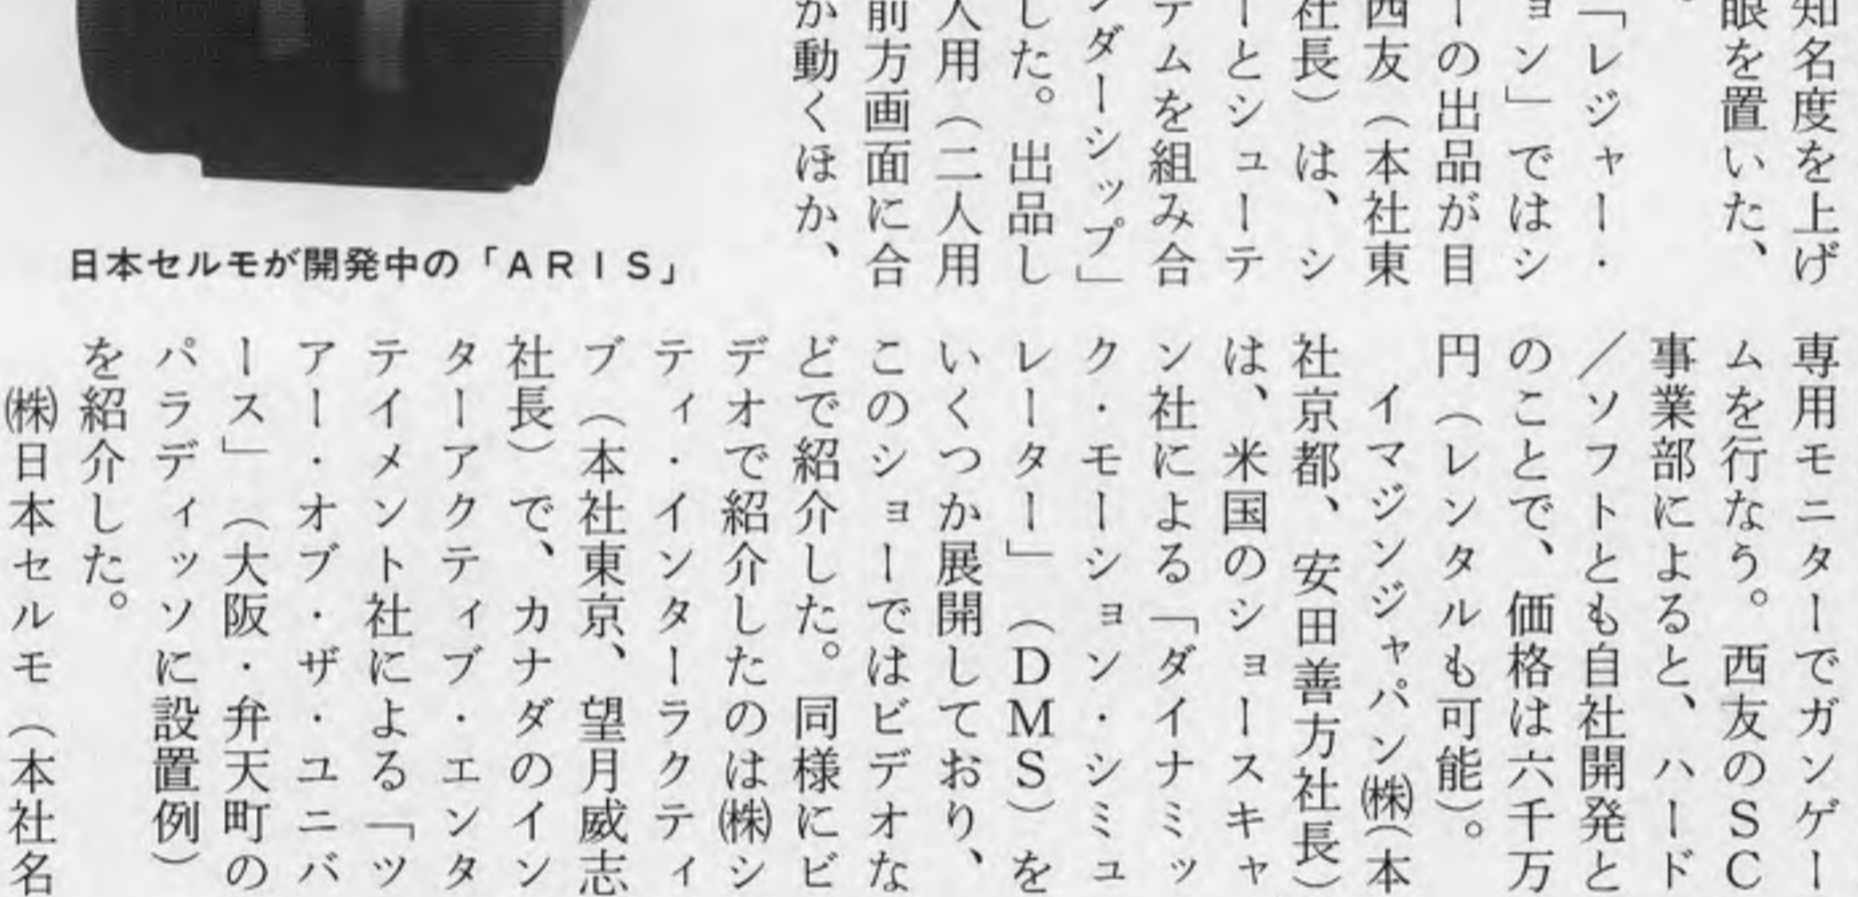 知名度を上げ
眼を置いた、
。
「レジャー・
ョン」ではシ
ーの出品が目
西友（本社東
社長）は、シ
ーとシューテ
テムを組み合
ンダーシップ」
した。出品し
人用（二人用
前方画面に合
が動くほか、
日本セルモが開発中の「ＡＲＩＳ」
専用モニターでガンゲー
ムを行なう。西友のＳＣ
事業部によると、ハード
／ソフトとも自社開発と
のことで、価格は六千万
円（レンタルも可能）。
イマジンジャパン㈱（本
社京都、安田善方社長）
は、米国のショースキャ
ン社による「ダイナミッ
ク・モーション・シミュ
レーター」（ＤＭＳ）を
いくつか展開しており、
このショーではビデオな
どで紹介した。同様にビ
デオで紹介したのは㈱シ
ティ・インターラクティ
ブ（本社東京、望月威志
社長）で、カナダのイン
ターアクティブ・エンタ
テイメント社による「ツ
アー・オブ・ザ・ユニバ
ース」（大阪・弁天町の
パラディッソに設置例）
を紹介した。
㈱日本セルモ（本社名